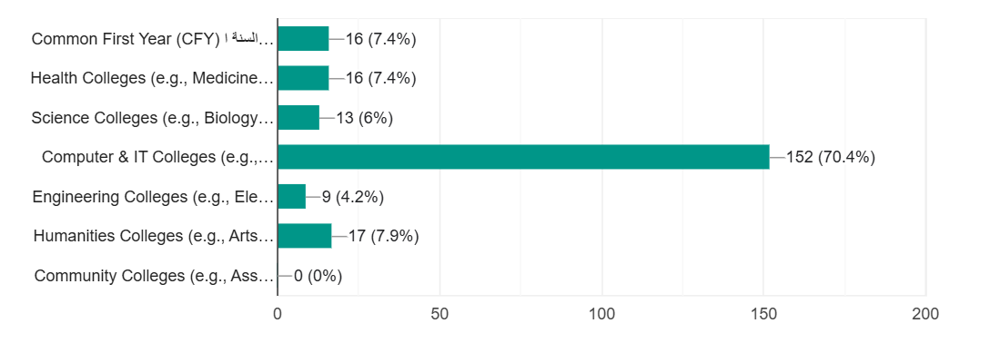 Common First Year (CFY) السنة ا…
16 (7.4%)
Health Colleges (e.g., Medicine…
16 (7.4%)
Science Colleges (e.g., Biology…
13 (6%)
Computer & IT Colleges (e.g.,…
152 (70.4%)
Engineering Colleges (e.g., Ele…
9 (4.2%)
Humanities Colleges (e.g., Arts…
17 (7.9%)
Community Colleges (e.g., Ass…
0 (0%)
0 50 100 150 200